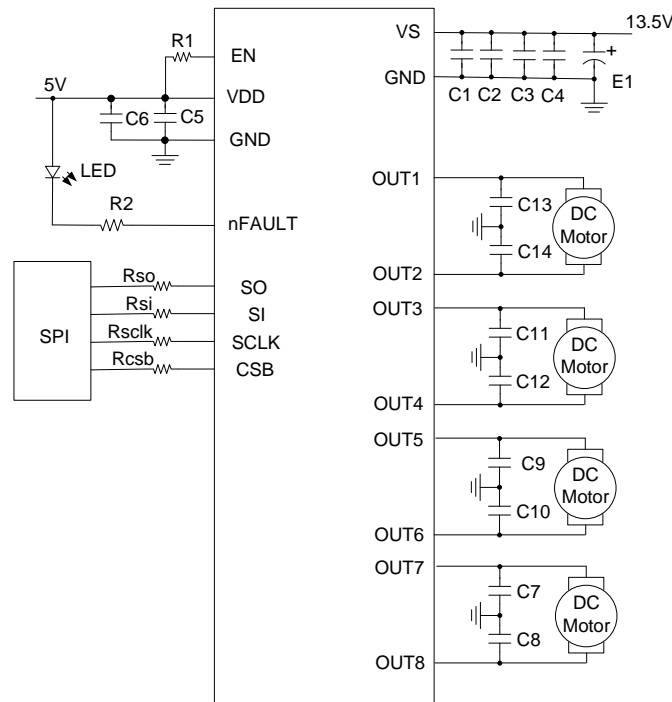 13.5V
VS
R1
EN
GND
E1
C1 C2 C3 C4
5V
VDD
C6 C5
GND
LED
R2
nFAULT
OUT1
C13
DC
Motor
C14
OUT2
Rso
SO
Rsi
SI
SPI
Rsclk
SCLK
Rcsb
CSB
OUT3
C11
DC
Motor
C12
OUT4
OUT5
C9
DC
Motor
C10
OUT6
OUT7
C7
DC
Motor
C8
OUT8